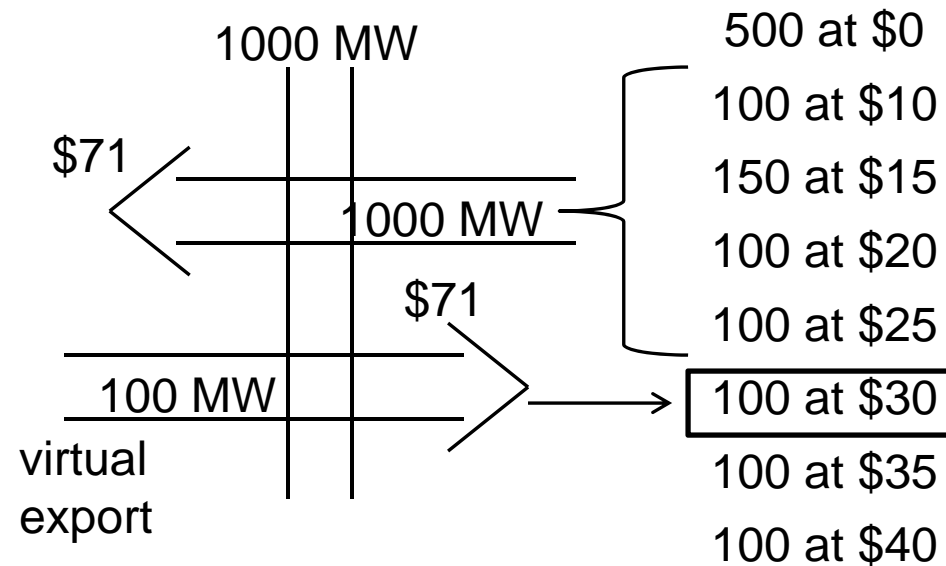 1000 MW
$71
1000 MW
$71
100 MW
virtual
export
500 at $0
100 at $10
150 at $15
100 at $20
100 at $25
100 at $30
100 at $35
100 at $40